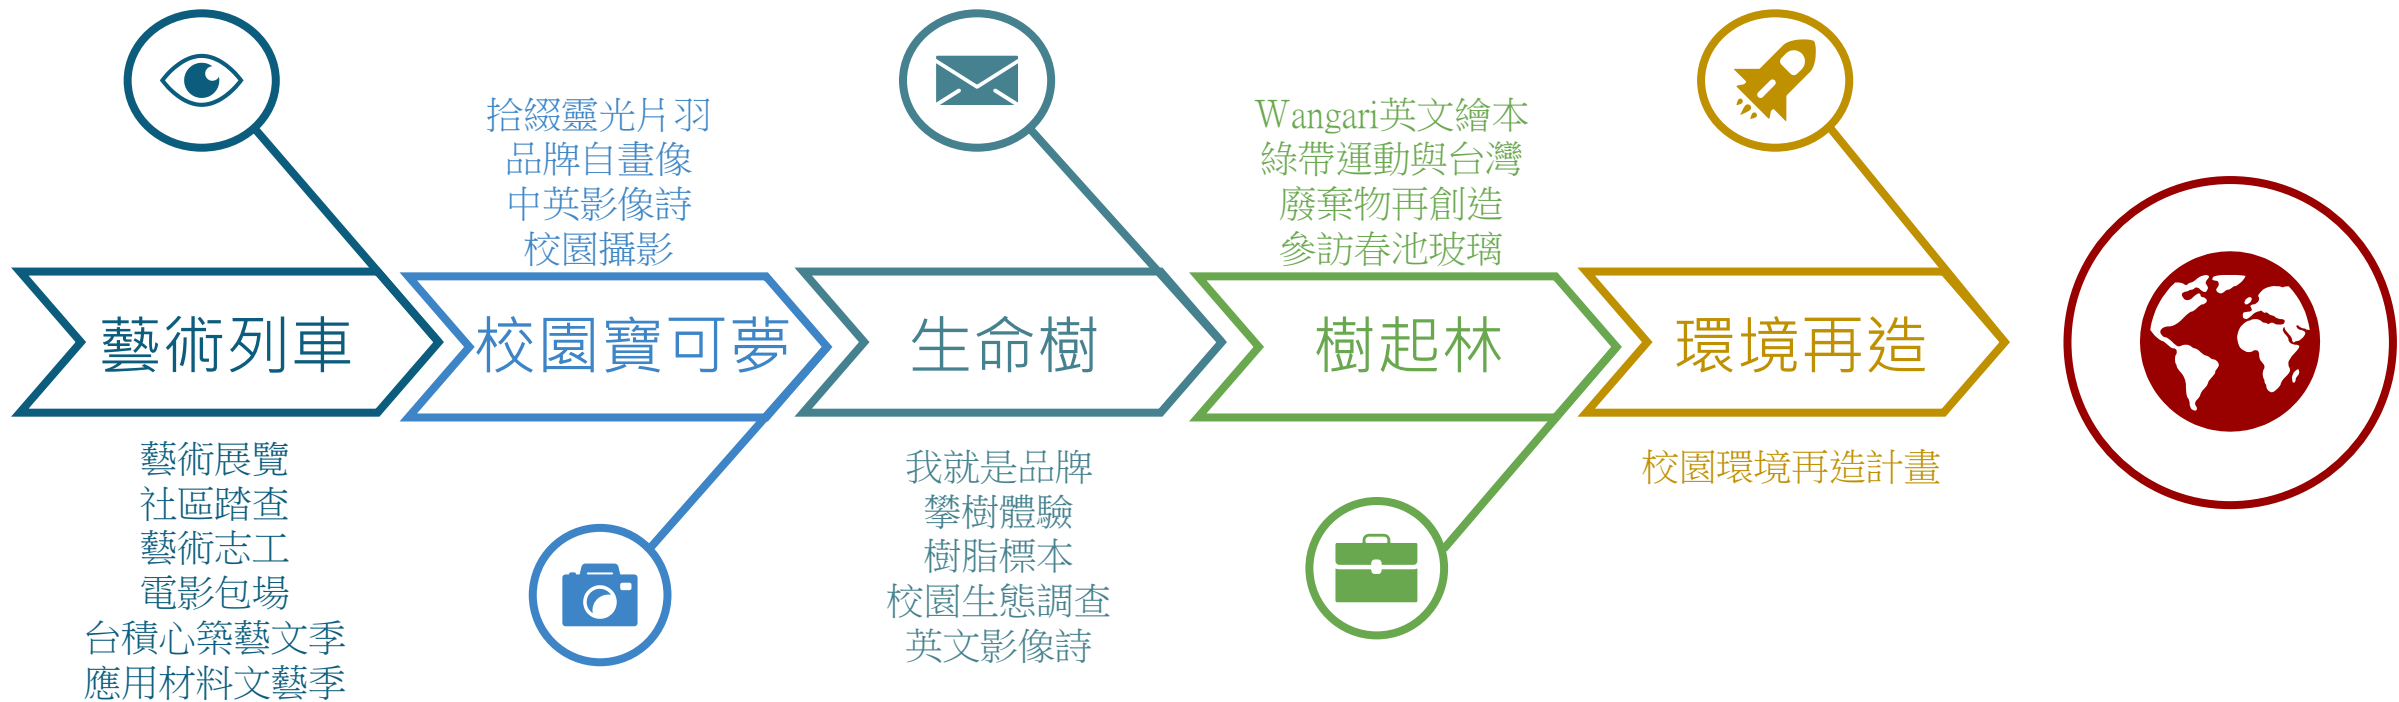 藝術列車
藝術展覽
社區踏查
藝術志工
電影包場
台積心築藝文季
應用材料文藝季
拾綴靈光片羽
品牌自畫像
中英影像詩
校園攝影
校園寶可夢
生命樹
我就是品牌
攀樹體驗
樹脂標本
校園生態調查
英文影像詩
Wangari英文繪本
綠帶運動與台灣
廢棄物再創造
參訪春池玻璃
樹起林
環境再造
校園環境再造計畫